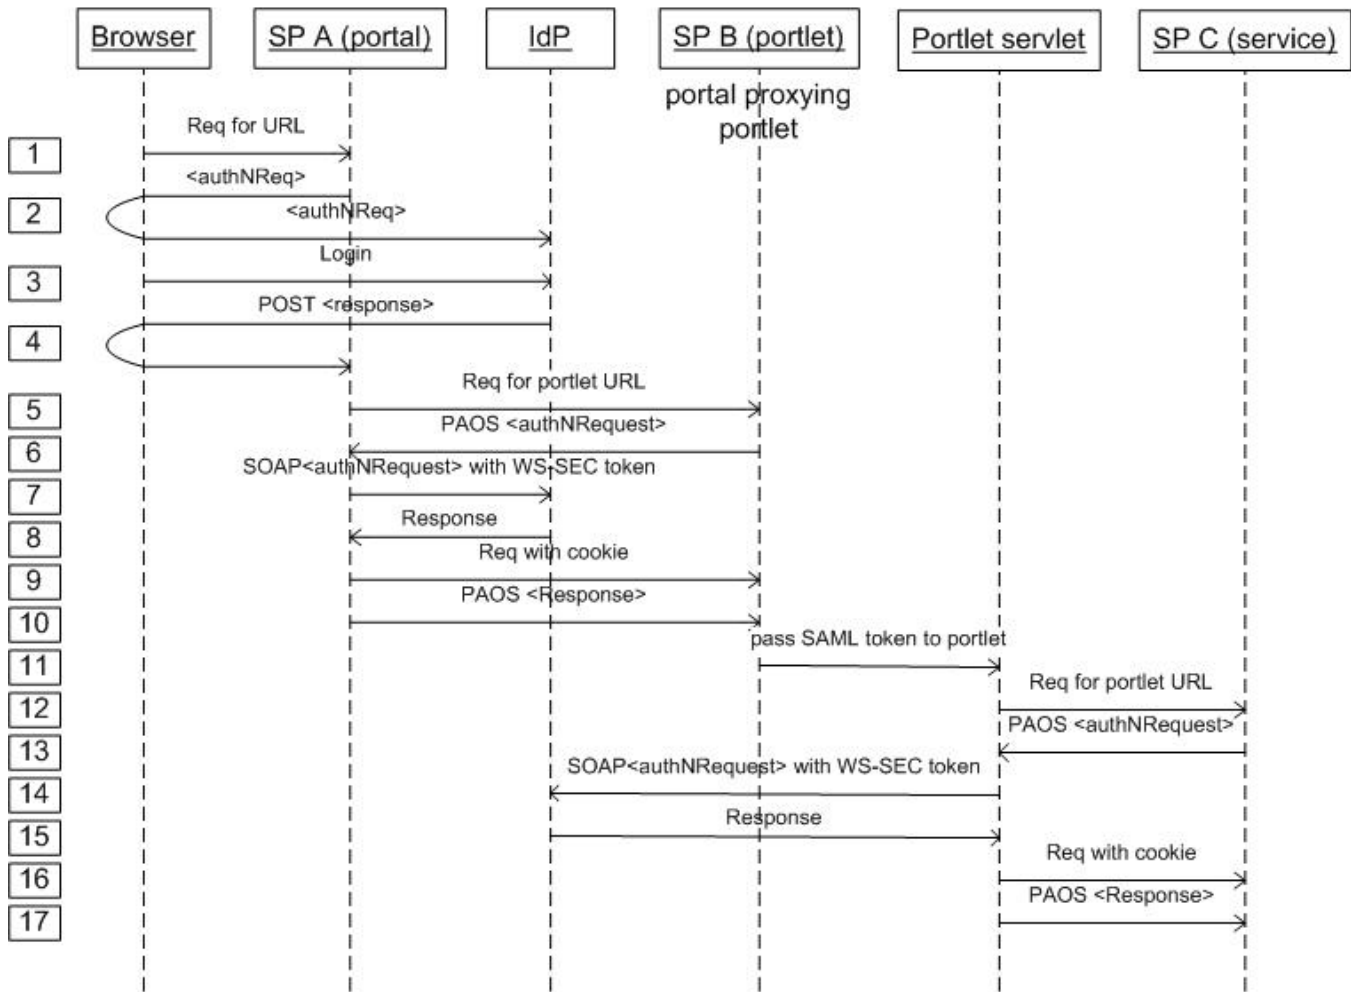 Browser
SP A (portal)
IdP
SP B (portlet)
Portlet servlet
SP C (service)
portal proxying
portlet
Req for URL
1
<authNReq>
2
<authNReq>
Login
3
POST <response>
4
Req for portlet URL
5
PAOS <authNRequest>
6
SOAP<authNRequest> with WS-SEC token
7
Response
8
Req with cookie
9
PAOS <Response>
10
pass SAML token to portlet
11
Req for portlet URL
12
PAOS <authNRequest>
13
SOAP<authNRequest> with WS-SEC token
14
Response
15
Req with cookie
16
PAOS <Response>
17